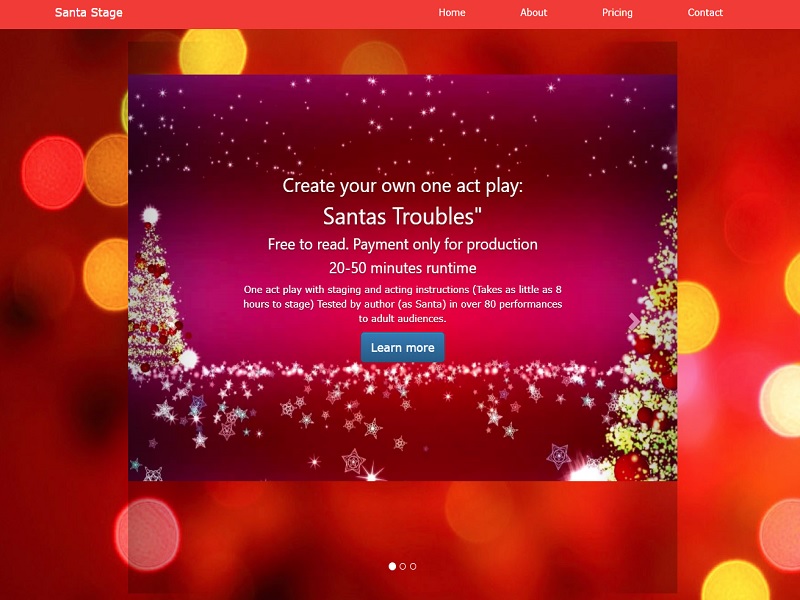 Santa Stage
Home
About
Pricing
Contact
Create your own one act play:
Santas Troubles"
Free to read. Payment only for production
20-50 minutes runtime
One act play with staging and acting instructions (Takes as little as 8
hours to stage) Tested by author (as Santa) in over 80 performances
to adult audiences.
Learn more